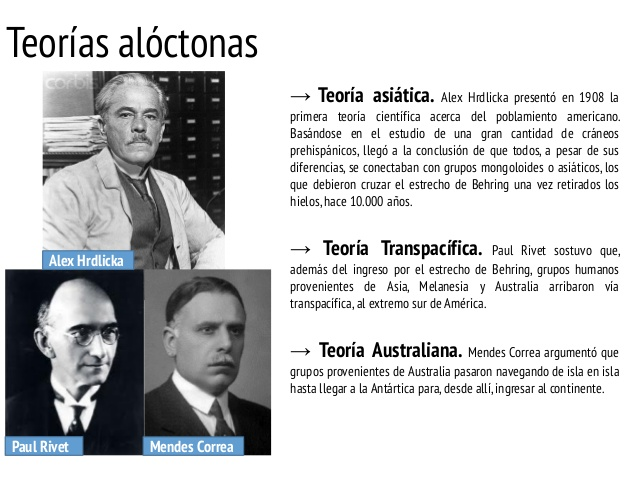 Teorías alóctonas
corbis
→ Teoría asiática. Alex Hrdlicka presentó en 1908 la
primera teoría científica acerca del poblamiento americano.
Basándose en el estudio de una gran cantidad de cráneos
prehispánicos, llegó a la conclusión de que todos, a pesar de sus
diferencias, se conectaban con grupos mongoloides o asiáticos, los
que debieron cruzar el estrecho de Behring una vez retirados los
hielos, hace 10.000 años.
Alex Hrdlicka
→ Teoría Transpacífica. Paul Rivet sostuvo que,
además del ingreso por el estrecho de Behring, grupos humanos
provenientes de Asia, Melanesia y Australia arribaron vía
transpacífica, al extremo sur de América.
→ Teoría Australiana. Mendes Correa argumentó que
grupos provenientes de Australia pasaron navegando de isla en isla
hasta llegar a la Antártica para, desde allí, ingresar al continente.
Paul Rivet
Mendes Correa